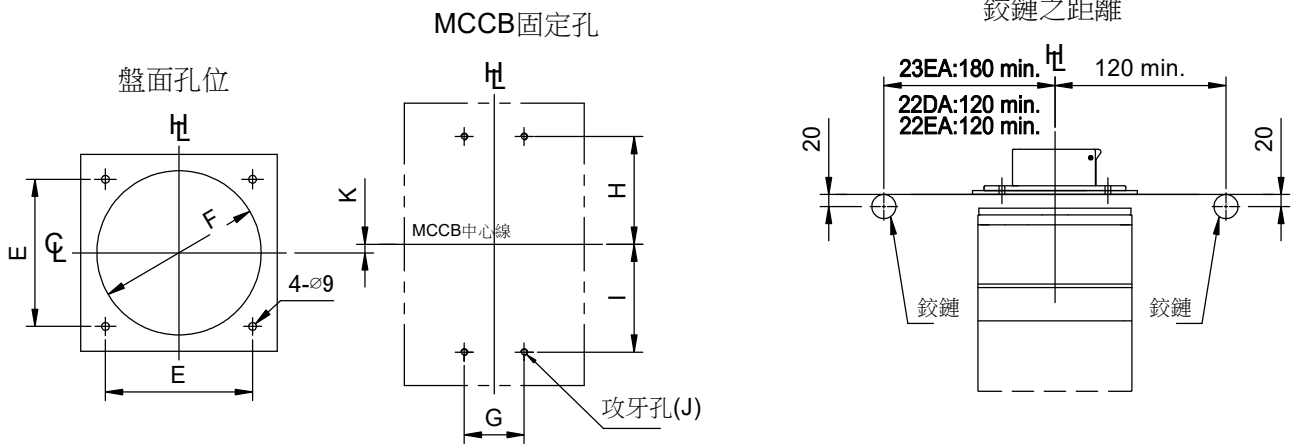 盤面孔位
E
F
4-⌀9
E
MCCB固定孔
K
MCCB中心線
H
I
G
攻牙孔(J)
鉸鏈之距離
23EA:180 min.
120 min.
22DA:120 min.
22EA:120 min.
20
20
鉸鏈
鉸鏈